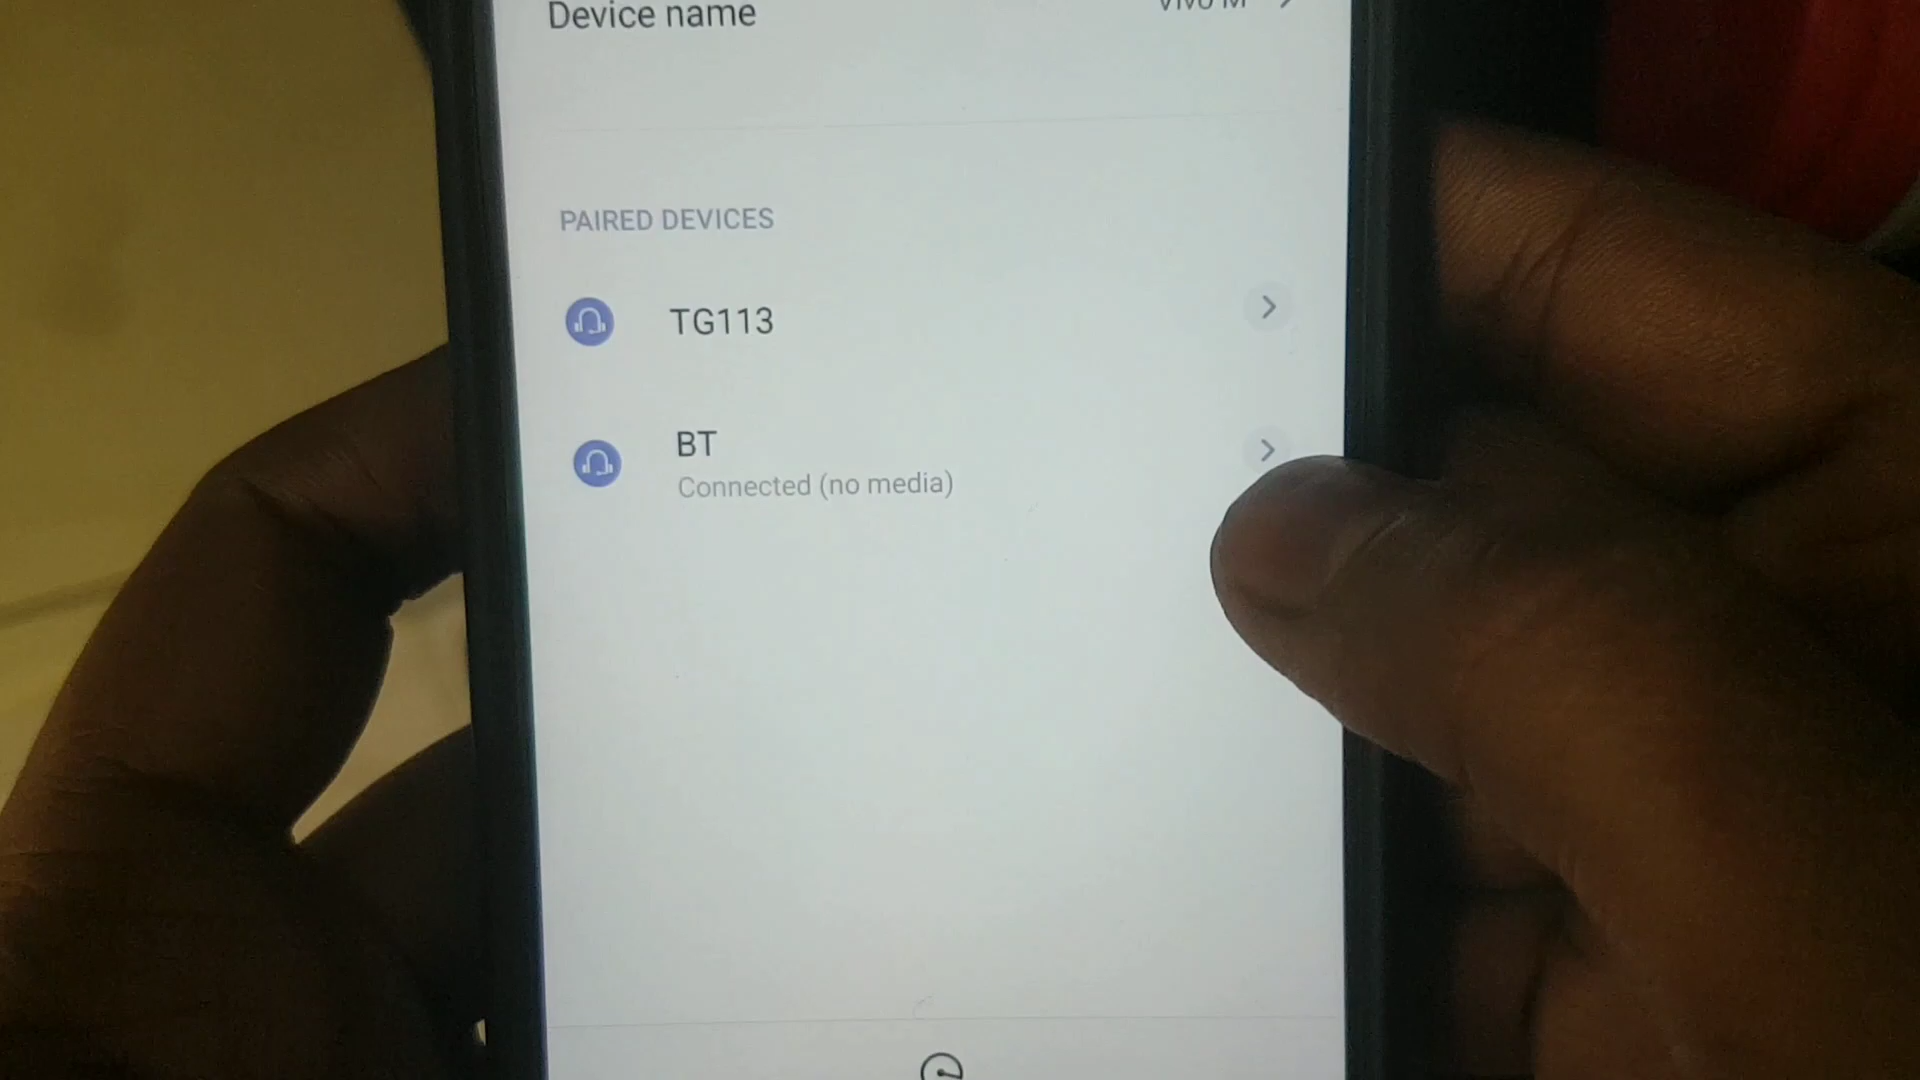 Device name
PAIRED DEVICES
TG113
BT
Connected (no media)